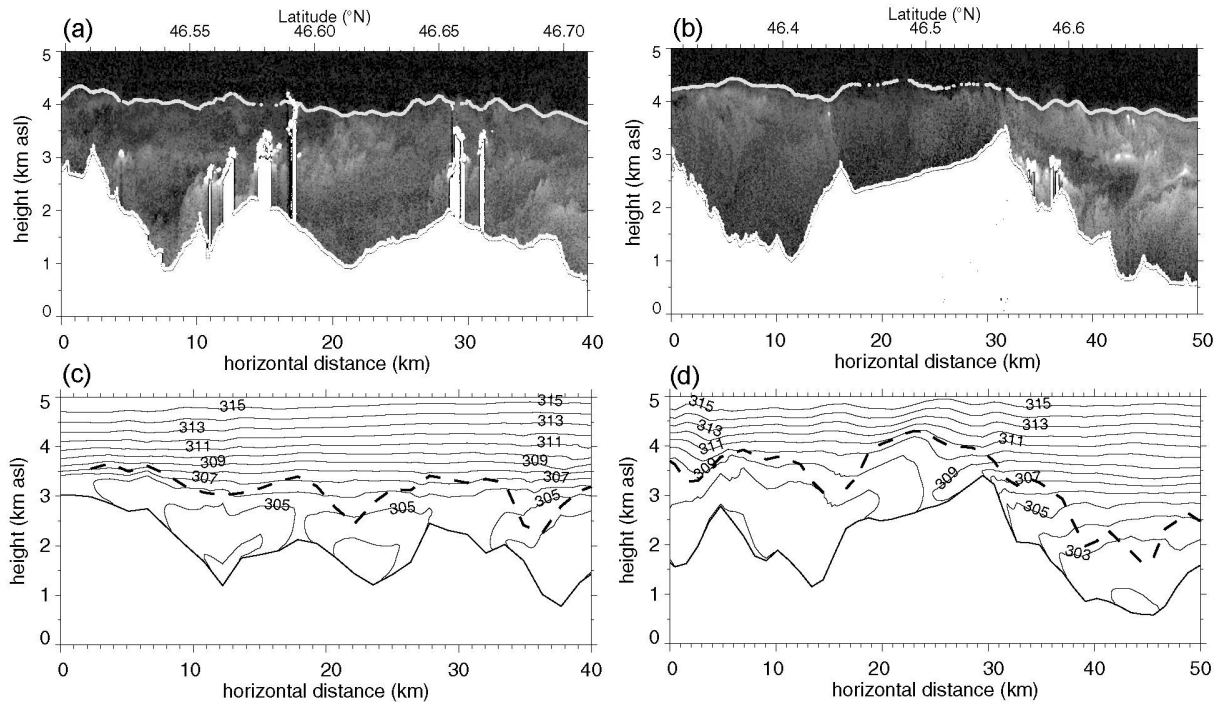 (a)
Latitude (°N)
46.55 46.60 46.65 46.70
height (km asl)
5
4
3
2
1
0
0 10 20 30 40
horizontal distance (km)
(b)
Latitude (°N)
46.4 46.5 46.6
height (km asl)
5
4
3
2
1
0
0 10 20 30 40 50
horizontal distance (km)
(c)
height (km asl)
5
4
3
2
1
0
315 315
313 313
311 311
309 309
307 307
305 305 305
0 10 20 30 40
horizontal distance (km)
(d)
height (km asl)
5
4
3
2
1
0
315 315
313 313
311 311
309 309 307
305
303
0 10 20 30 40 50
horizontal distance (km)